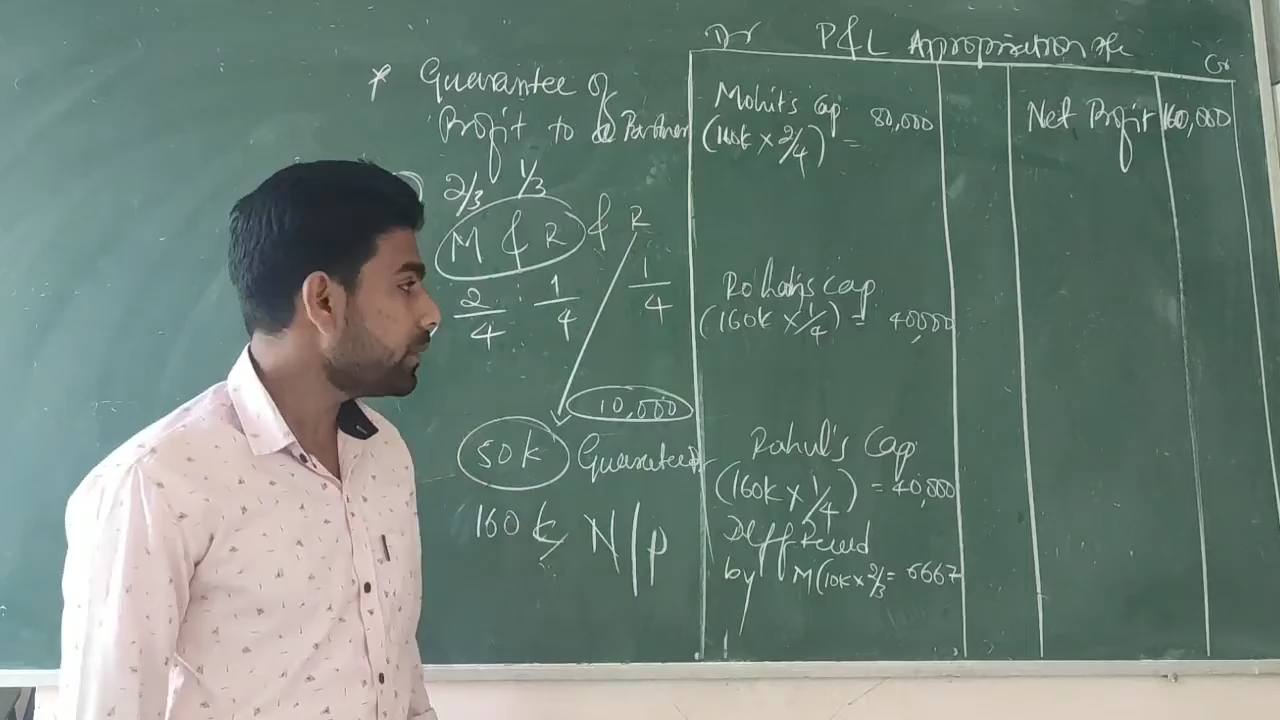 * Guarantee of
Profit to a Partner
2/3 1/3
M & R & R
2/4 : 1/4 1/4
10,000
50k Guaranteed
160k N/P
Dr P&L Appropriation A/c Cr
Mohit's Cap 80,000
(160k × 2/4) =
Net Profit 160,000
Rohan's Cap
(160k × 1/4) = 40,000
Rahul's Cap
(160k × 1/4) = 40,000
by M(10k × 2/3 = 6667